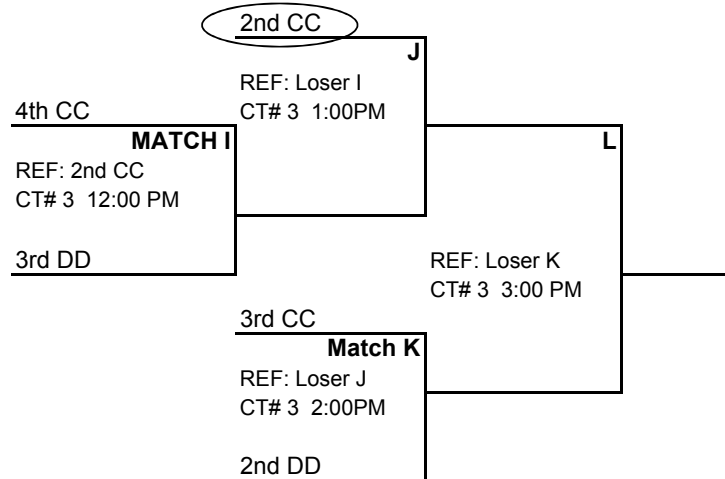 2nd CC
J
REF: Loser I
CT# 3 1:00PM
4th CC
MATCH I
L
REF: 2nd CC
CT# 3 12:00 PM
3rd DD
REF: Loser K
CT# 3 3:00 PM
3rd CC
Match K
REF: Loser J
CT# 3 2:00PM
2nd DD